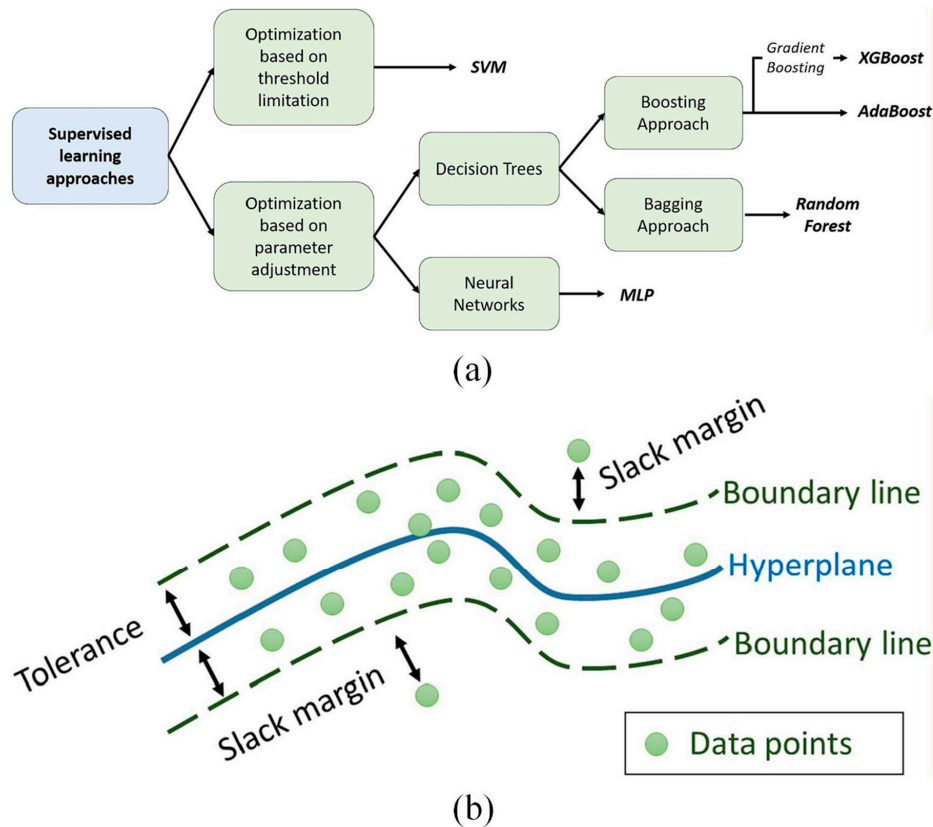 Optimization
based on
threshold
limitation
SVM
Gradient
Boosting
XGBoost
Boosting
Approach
AdaBoost
Supervised
learning
approaches
Decision Trees
Optimization
based on
parameter
adjustment
Bagging
Approach
Random
Forest
Neural
Networks
MLP
(a)
Slack margin
Boundary line
Hyperplane
Tolerance
Boundary line
Slack margin
Data points
(b)